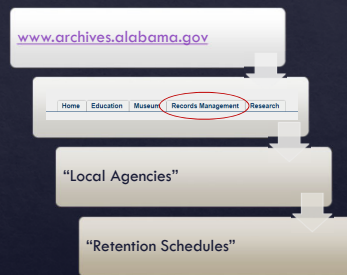 www.archives.alabama.gov
Home Education Museum Records Management Research
“Local Agencies”
“Retention Schedules”